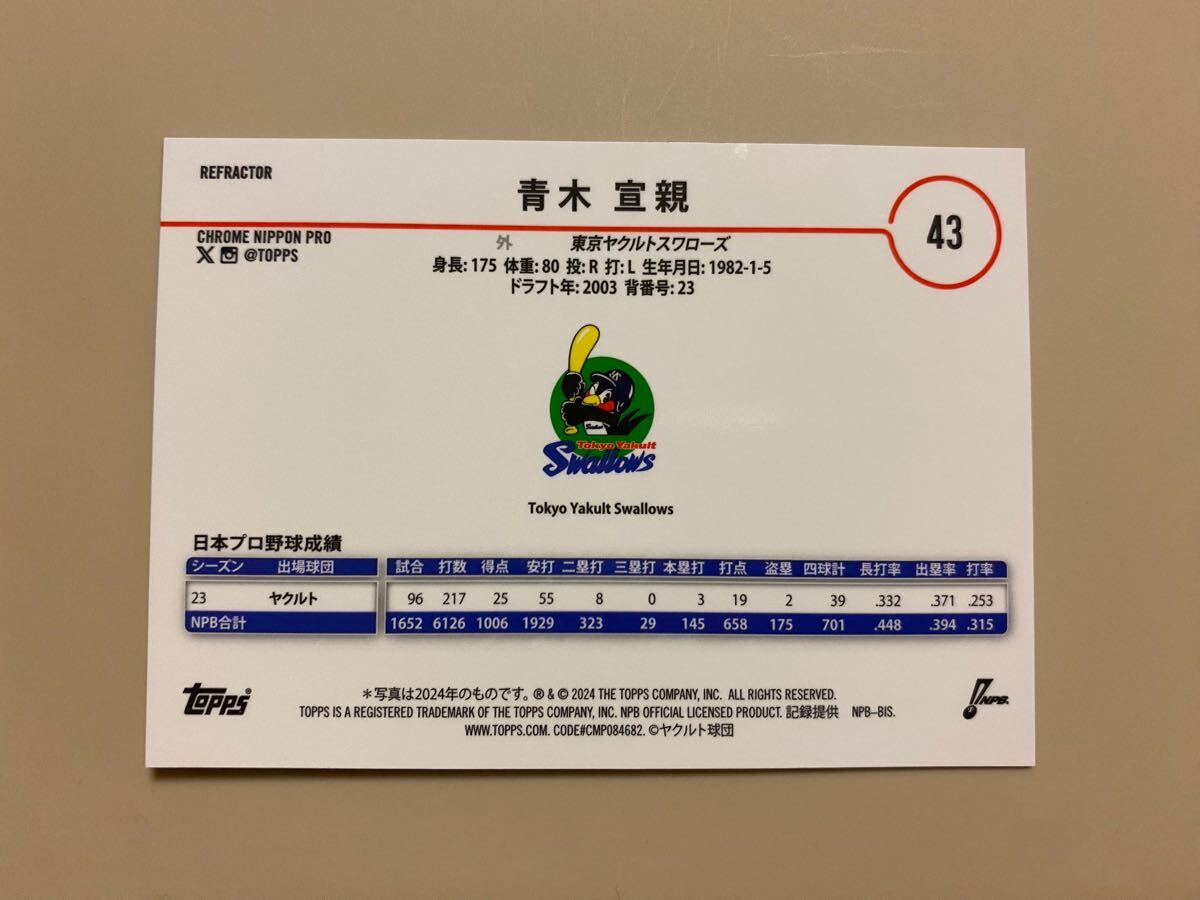 REFRACTOR
青木 宣親
43
CHROME NIPPON PRO
@TOPPS
外 東京ヤクルトスワローズ
身長: 175 体重: 80 投: R 打: L 生年月日: 1982-1-5
ドラフト年: 2003 背番号: 23
Tokyo Yakult
Swallows
Tokyo Yakult Swallows
日本プロ野球成績
シーズン 出場球団 試合 打数 得点 安打 二塁打 三塁打 本塁打 打点 盗塁 四球計 長打率 出塁率 打率
23 ヤクルト 96 217 25 55 8 0 3 19 2 39 .332 .371 .253
NPB合計 1652 6126 1006 1929 323 29 145 658 175 701 .448 .394 .315
topps®
＊写真は2024年のものです。® & © 2024 THE TOPPS COMPANY, INC. ALL RIGHTS RESERVED.
TOPPS IS A REGISTERED TRADEMARK OF THE TOPPS COMPANY, INC. NPB OFFICIAL LICENSED PRODUCT. 記録提供 NPB-BIS.
WWW.TOPPS.COM. CODE#CMP084682. ©ヤクルト球団
NPB.